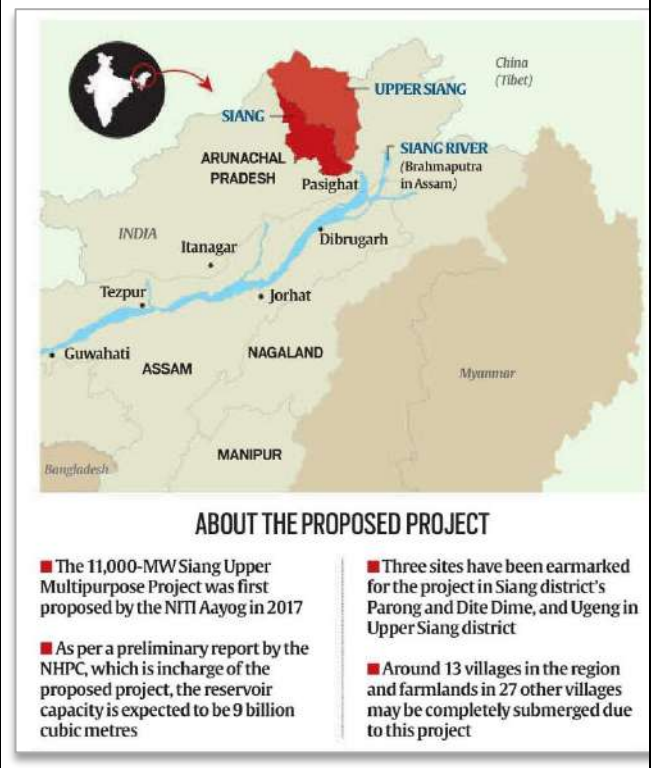 China
(Tibet)
UPPER SIANG
SIANG
SIANG RIVER
(Brahmaputra
in Assam)
ARUNACHAL
PRADESH
Pasighat
INDIA
Itanagar
Dibrugarh
Tezpur
Jorhat
Guwahati
ASSAM
NAGALAND
Myanmar
MANIPUR
Bangladesh
ABOUT THE PROPOSED PROJECT
■ The 11,000-MW Siang Upper
Multipurpose Project was first
proposed by the NITI Aayog in 2017
■ As per a preliminary report by the
NHPC, which is incharge of the
proposed project, the reservoir
capacity is expected to be 9 billion
cubic metres
■ Three sites have been earmarked
for the project in Siang district's
Parong and Dite Dime, and Ugeng in
Upper Siang district
■ Around 13 villages in the region
and farmlands in 27 other villages
may be completely submerged due
to this project